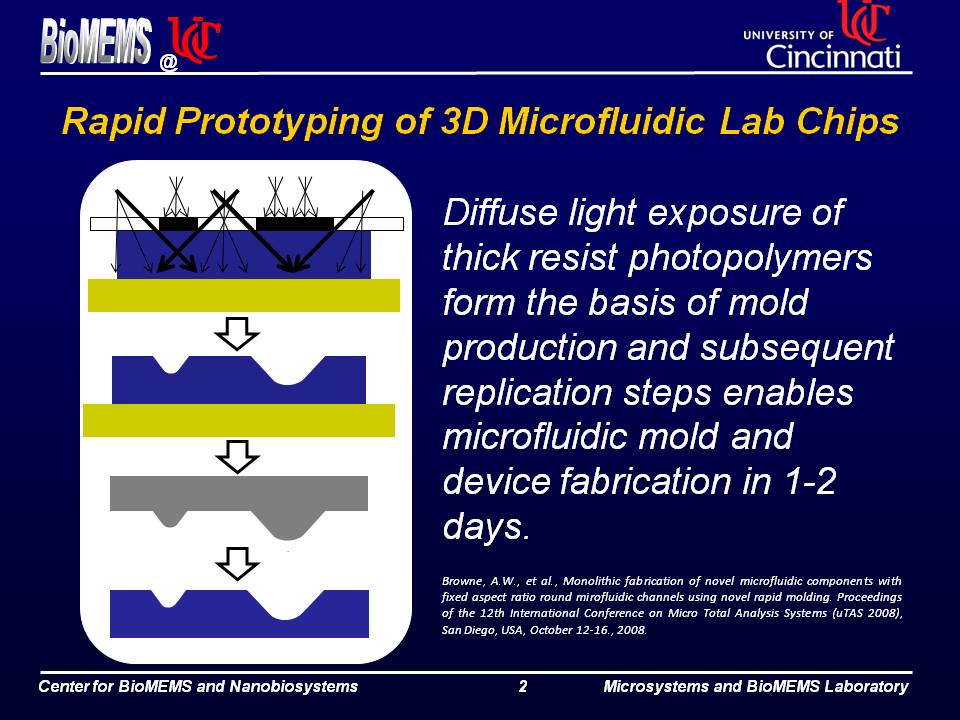 BioMEMS
@ UC
UNIVERSITY OF
Cincinnati
Rapid Prototyping of 3D Microfluidic Lab Chips
Diffuse light exposure of
thick resist photopolymers
form the basis of mold
production and subsequent
replication steps enables
microfluidic mold and
device fabrication in 1-2
days.
Browne, A.W., et al., Monolithic fabrication of novel microfluidic components with
fixed aspect ratio round mirofluidic channels using novel rapid molding. Proceedings
of the 12th International Conference on Micro Total Analysis Systems (uTAS 2008),
San Diego, USA, October 12-16., 2008.
Center for BioMEMS and Nanobiosystems 2 Microsystems and BioMEMS Laboratory